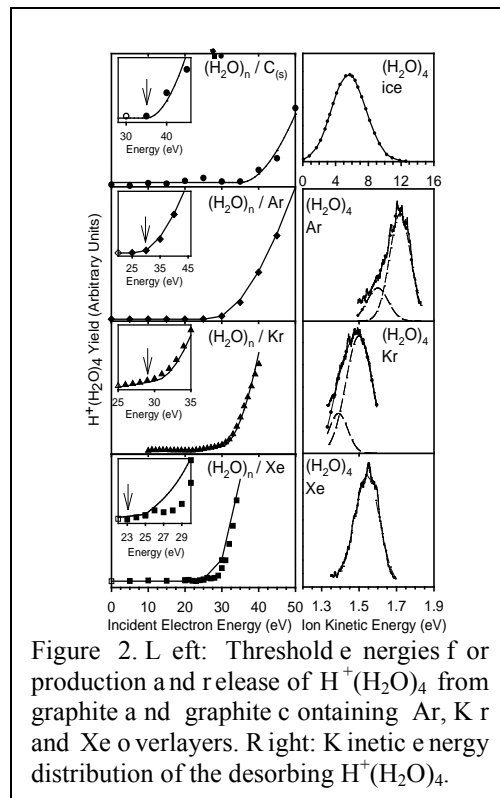 H⁺(H₂O)₄ Yield (Arbitrary Units)
(H₂O)ₙ / C₍ₛ₎
30 40
Energy (eV)
(H₂O)₄
ice
0 4 8 12 16
(H₂O)ₙ / Ar
25 35 45
Energy (eV)
(H₂O)₄
Ar
(H₂O)ₙ / Kr
25 30 35
Energy (eV)
(H₂O)₄
Kr
(H₂O)ₙ / Xe
23 25 27 29
Energy (eV)
(H₂O)₄
Xe
0 10 20 30 40 50
Incident Electron Energy (eV)
1.3 1.5 1.7 1.9
Ion Kinetic Energy (eV)
Figure 2. L eft: Threshold e nergies f or
production a nd r elease of H⁺(H₂O)₄ from
graphite a nd graphite c ontaining Ar, K r
and Xe o verlayers. R ight: K inetic e nergy
distribution of the desorbing H⁺(H₂O)₄.